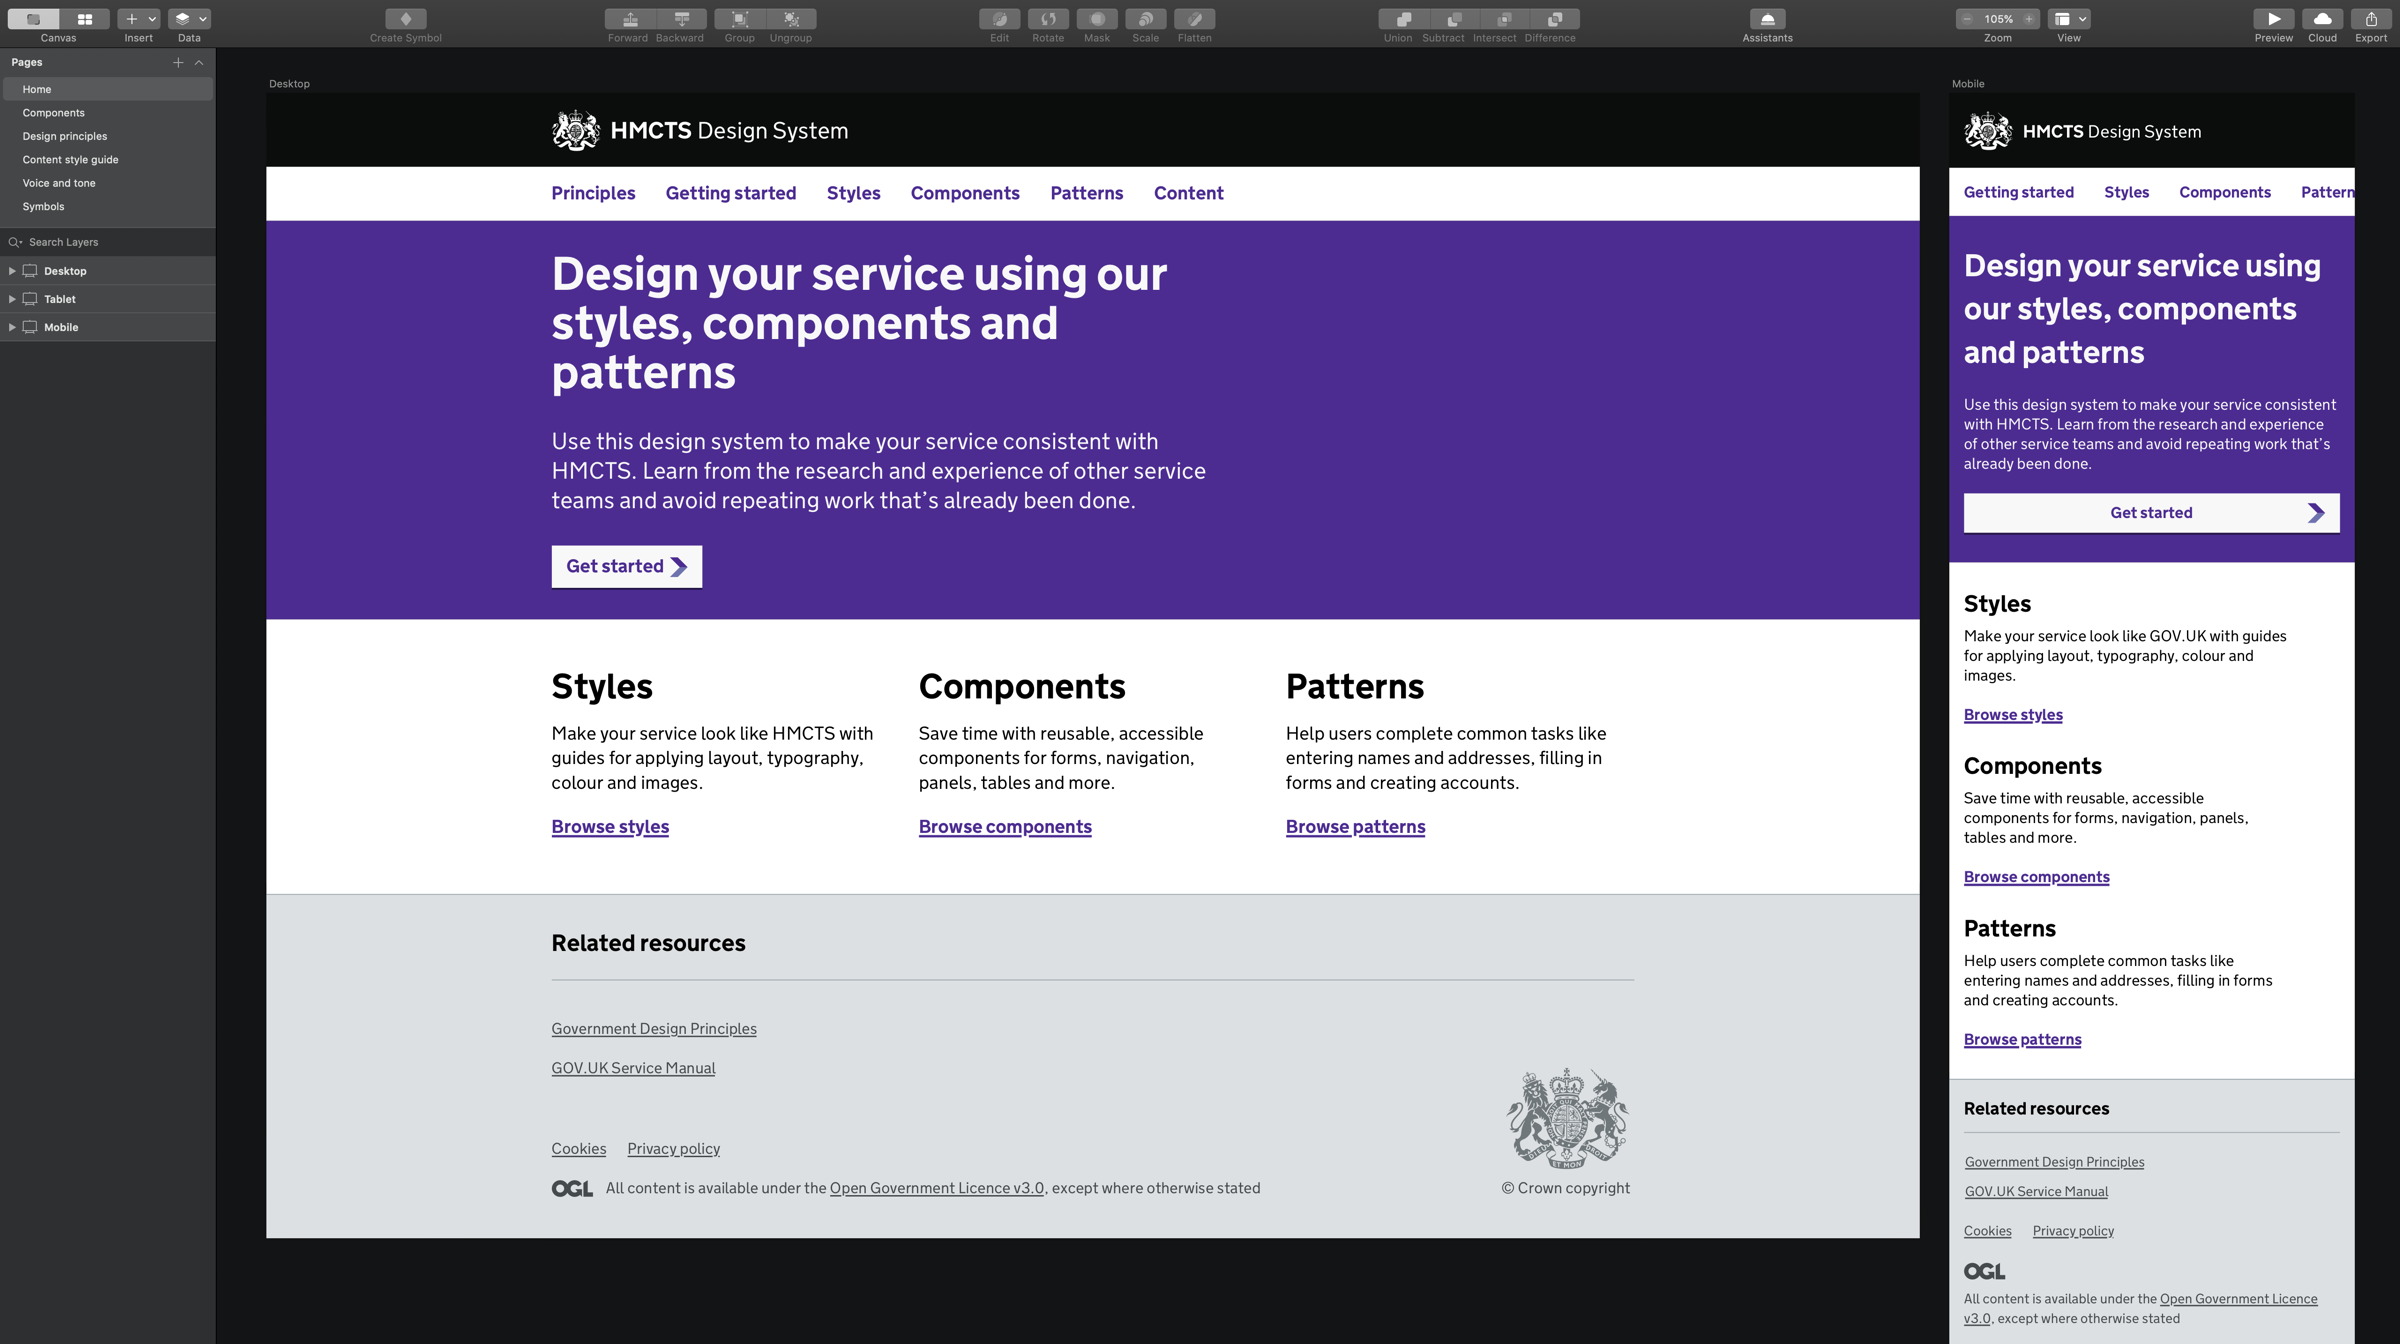 Canvas
Insert
Data
Create Symbol
Forward
Backward
Group
Ungroup
Edit
Rotate
Mask
Scale
Flatten
Union
Subtract
Intersect
Difference
Assistants
105%
Zoom
View
Preview
Cloud
Export
Pages
Home
Components
Design principles
Content style guide
Voice and tone
Symbols
Search Layers
Desktop
Tablet
Mobile
Desktop
HMCTS Design System
Principles Getting started Styles Components Patterns Content
Design your service using our
styles, components and
patterns
Use this design system to make your service consistent with
HMCTS. Learn from the research and experience of other service
teams and avoid repeating work that’s already been done.
Get started
Styles
Make your service look like HMCTS with
guides for applying layout, typography,
colour and images.
Browse styles
Components
Save time with reusable, accessible
components for forms, navigation,
panels, tables and more.
Browse components
Patterns
Help users complete common tasks like
entering names and addresses, filling in
forms and creating accounts.
Browse patterns
Related resources
Government Design Principles
GOV.UK Service Manual
Cookies Privacy policy
OGL All content is available under the Open Government Licence v3.0, except where otherwise stated
DIEU ET MON DROIT
© Crown copyright
Mobile
HMCTS Design System
Getting started Styles Components Pattern
Design your service using
our styles, components
and patterns
Use this design system to make your service consistent
with HMCTS. Learn from the research and experience
of other service teams and avoid repeating work that’s
already been done.
Get started
Styles
Make your service look like GOV.UK with guides
for applying layout, typography, colour and
images.
Browse styles
Components
Save time with reusable, accessible
components for forms, navigation, panels,
tables and more.
Browse components
Patterns
Help users complete common tasks like
entering names and addresses, filling in forms
and creating accounts.
Browse patterns
Related resources
Government Design Principles
GOV.UK Service Manual
Cookies Privacy policy
OGL
All content is available under the Open Government Licence
v3.0, except where otherwise stated